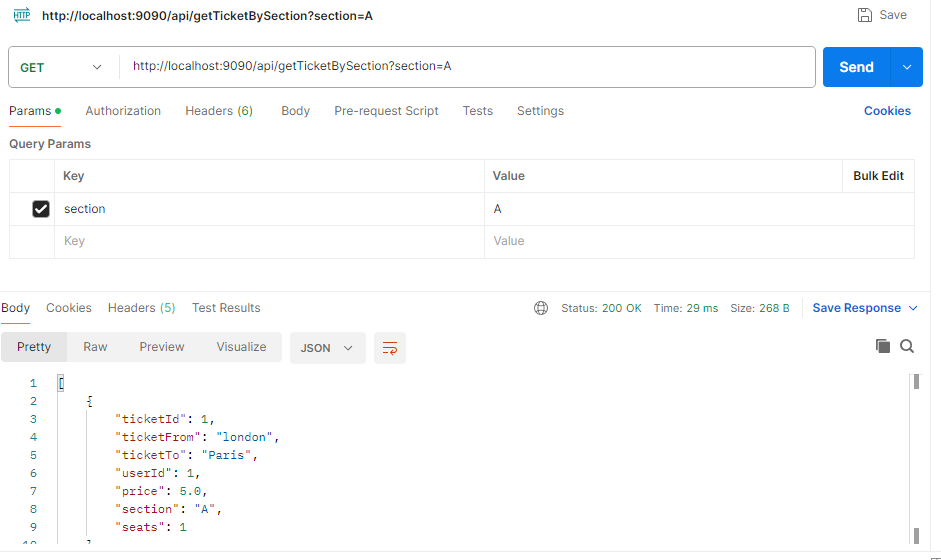 HTTP http://localhost:9090/api/getTicketBySection?section=A Save
GET http://localhost:9090/api/getTicketBySection?section=A Send
Params Authorization Headers (6) Body Pre-request Script Tests Settings Cookies
Query Params
Key Value Bulk Edit
section A
Key Value
Body Cookies Headers (5) Test Results Status: 200 OK Time: 29 ms Size: 268 B Save Response
Pretty Raw Preview Visualize JSON
1 [
2 {
3 "ticketId": 1,
4 "ticketFrom": "london",
5 "ticketTo": "Paris",
6 "userId": 1,
7 "price": 5.0,
8 "section": "A",
9 "seats": 1